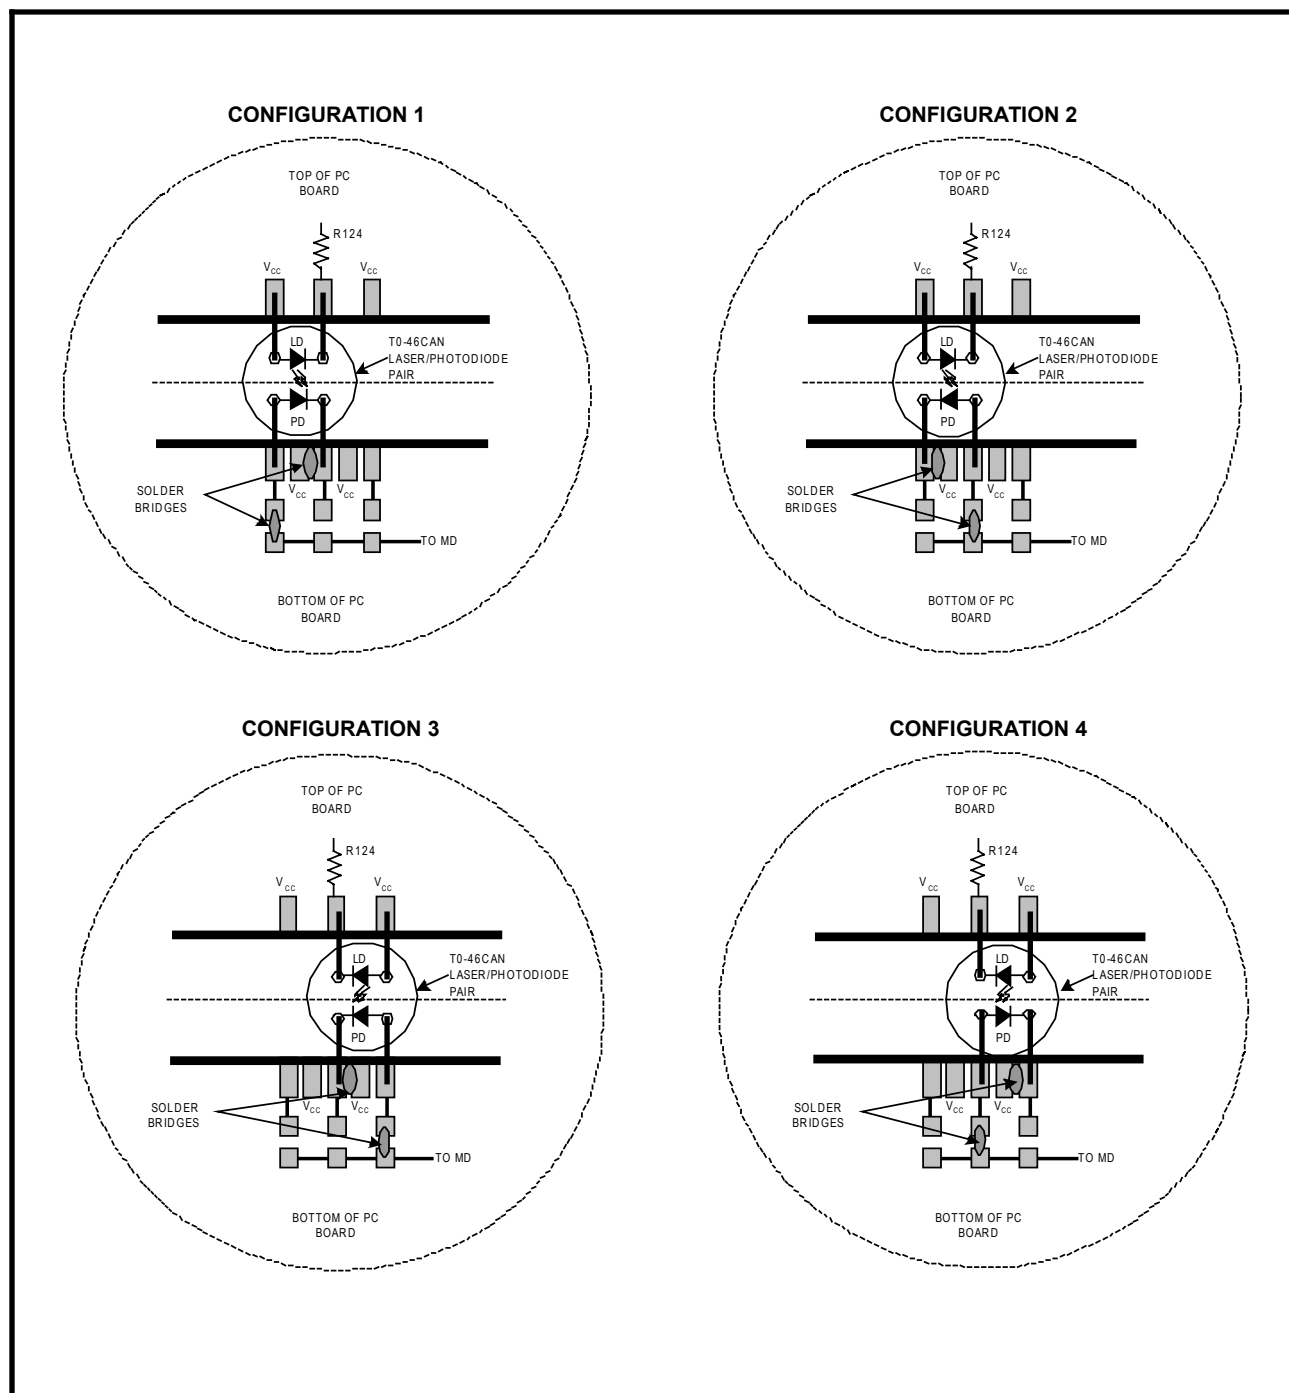 CONFIGURATION 1
TOP OF PC
BOARD
R124
VCC
VCC
LD
T0-46CAN
LASER/PHOTODIODE
PAIR
PD
SOLDER
BRIDGES
VCC
VCC
TO MD
BOTTOM OF PC
BOARD
CONFIGURATION 2
TOP OF PC
BOARD
R124
VCC
VCC
LD
T0-46CAN
LASER/PHOTODIODE
PAIR
PD
SOLDER
BRIDGES
VCC
VCC
TO MD
BOTTOM OF PC
BOARD
CONFIGURATION 3
TOP OF PC
BOARD
R124
VCC
VCC
LD
T0-46CAN
LASER/PHOTODIODE
PAIR
PD
SOLDER
BRIDGES
VCC
VCC
TO MD
BOTTOM OF PC
BOARD
CONFIGURATION 4
TOP OF PC
BOARD
R124
VCC
VCC
LD
T0-46CAN
LASER/PHOTODIODE
PAIR
PD
SOLDER
BRIDGES
VCC
VCC
TO MD
BOTTOM OF PC
BOARD